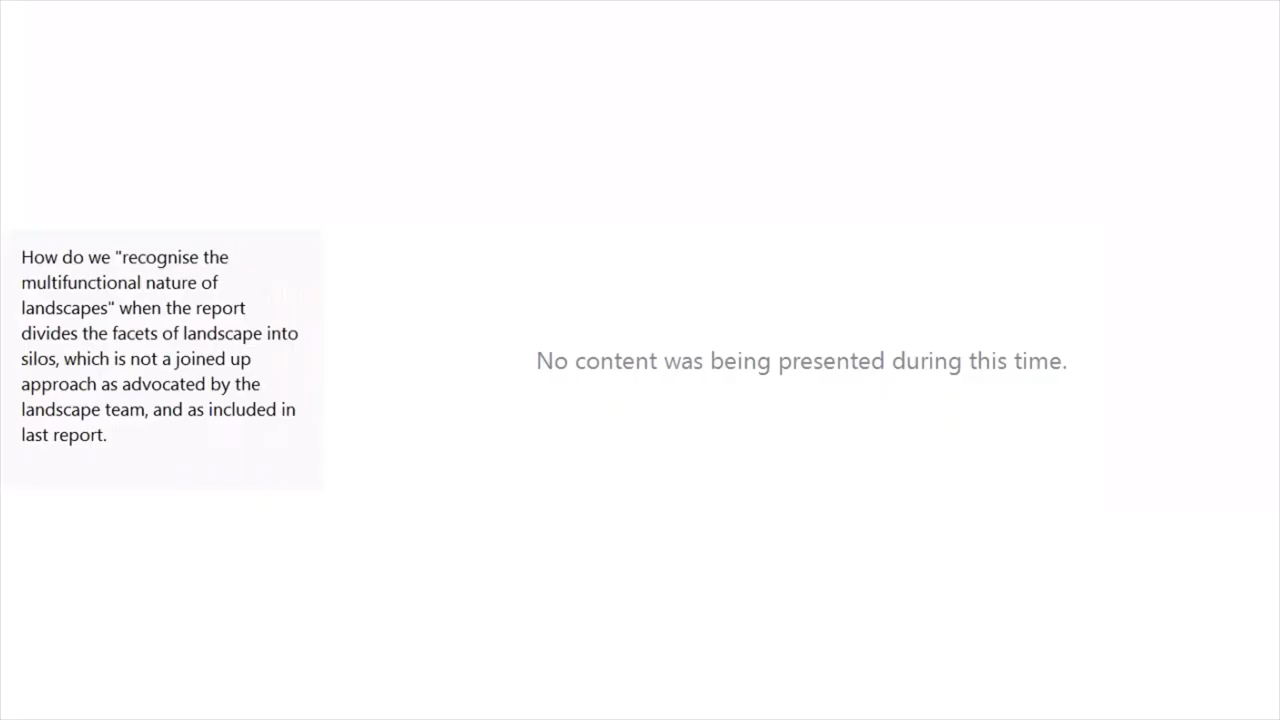 How do we "recognise the
multifunctional nature of
landscapes" when the report
divides the facets of landscape into
silos, which is not a joined up
approach as advocated by the
landscape team, and as included in
last report.
No content was being presented during this time.